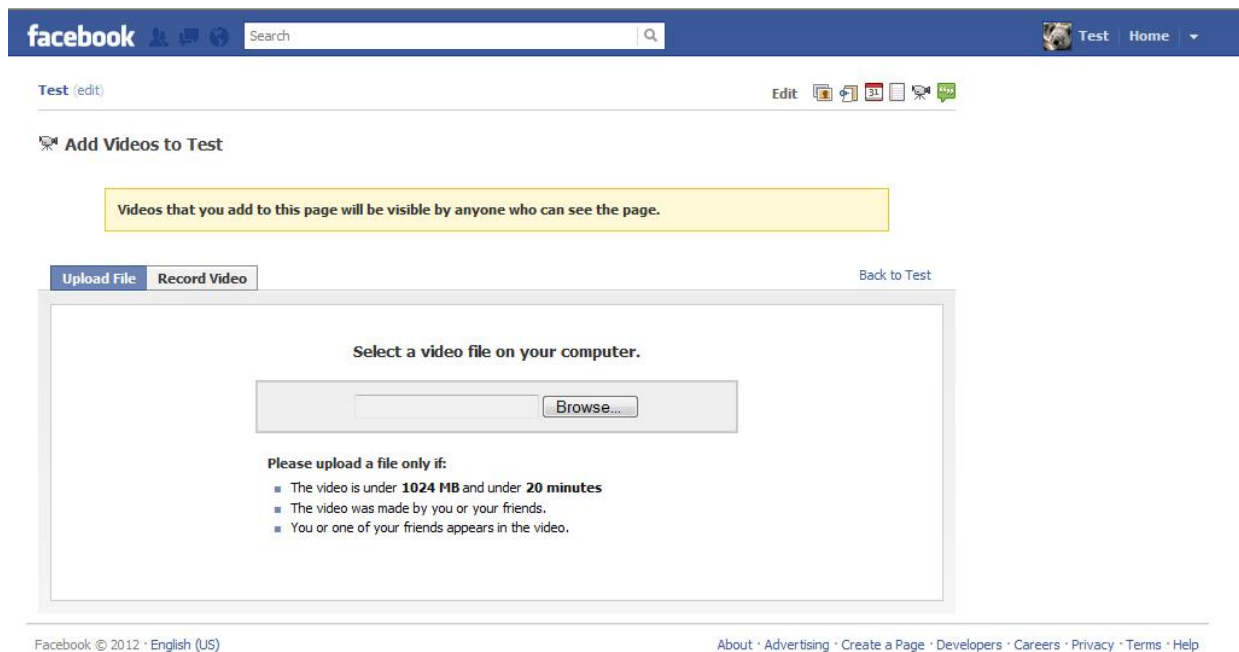 facebook Search Test Home
Test (edit) Edit 31
Add Videos to Test
Videos that you add to this page will be visible by anyone who can see the page.
Upload File Record Video Back to Test
Select a video file on your computer.
Browse...
Please upload a file only if:
The video is under 1024 MB and under 20 minutes
The video was made by you or your friends.
You or one of your friends appears in the video.
Facebook © 2012 · English (US) About · Advertising · Create a Page · Developers · Careers · Privacy · Terms · Help